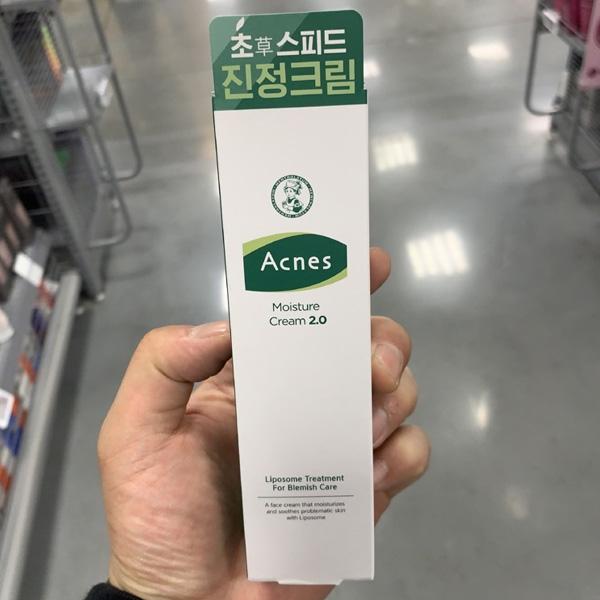 초草스피드
진정크림
Acnes
Moisture
Cream 2.0
Liposome Treatment
For Blemish Care
A face cream that moisturizes
and soothes problematic skin
with Liposome